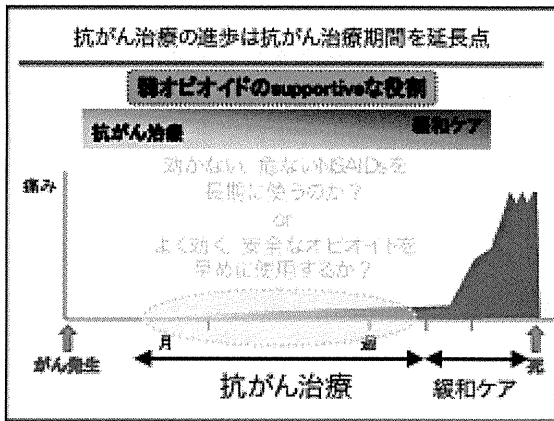 抗がん治療の進歩は抗がん治療期間を延長点
弱オピオイドのsupportiveな役割
抗がん治療
緩和ケア
効かない、危ないNSAIDsを
長期に使うのか?
or
よく効く、安全なオピオイドを
早めに使用するか?
痛み
月
週
がん発生
死
抗がん治療
緩和ケア